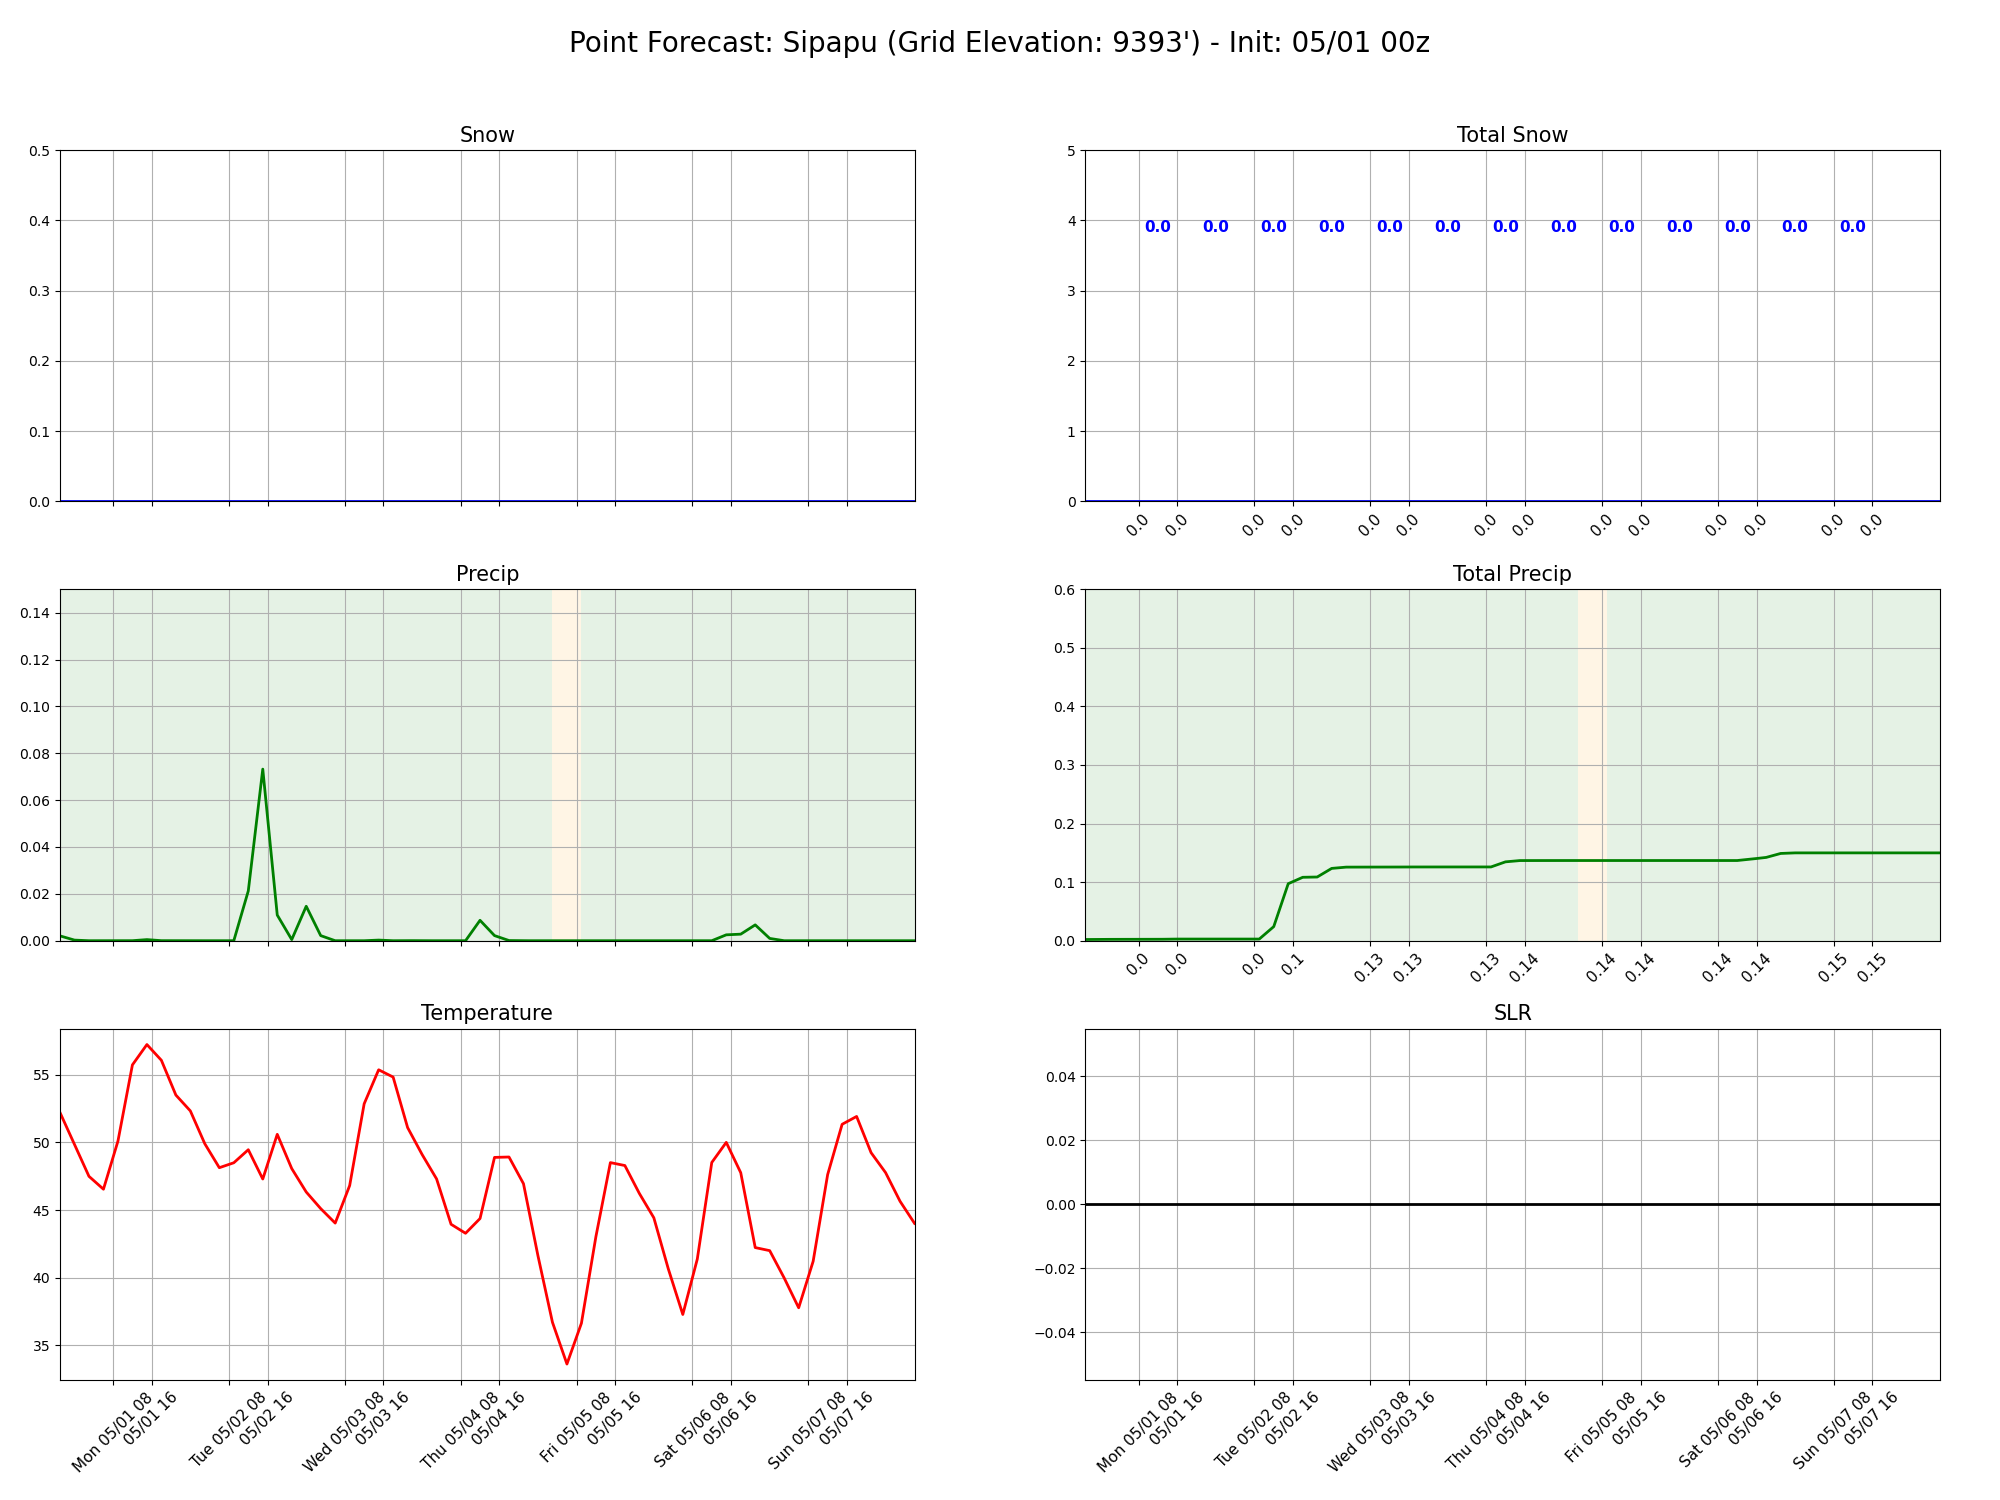 Point Forecast: Sipapu (Grid Elevation: 9393') - Init: 05/01 00z
Snow
0.5
0.4
0.3
0.2
0.1
0.0
Total Snow
5
4
3
2
1
0
0.0 0.0 0.0 0.0 0.0 0.0 0.0 0.0 0.0 0.0 0.0 0.0 0.0
0.0 0.0 0.0 0.0 0.0 0.0 0.0 0.0 0.0 0.0 0.0 0.0 0.0 0.0
Precip
0.14
0.12
0.10
0.08
0.06
0.04
0.02
0.00
Total Precip
0.6
0.5
0.4
0.3
0.2
0.1
0.0
0.0 0.0 0.0 0.1 0.13 0.13 0.13 0.14 0.14 0.14 0.14 0.14 0.15 0.15
Temperature
55
50
45
40
35
Mon 05/01 08
05/01 16
Tue 05/02 08
05/02 16
Wed 05/03 08
05/03 16
Thu 05/04 08
05/04 16
Fri 05/05 08
05/05 16
Sat 05/06 08
05/06 16
Sun 05/07 08
05/07 16
SLR
0.04
0.02
0.00
−0.02
−0.04
Mon 05/01 08
05/01 16
Tue 05/02 08
05/02 16
Wed 05/03 08
05/03 16
Thu 05/04 08
05/04 16
Fri 05/05 08
05/05 16
Sat 05/06 08
05/06 16
Sun 05/07 08
05/07 16